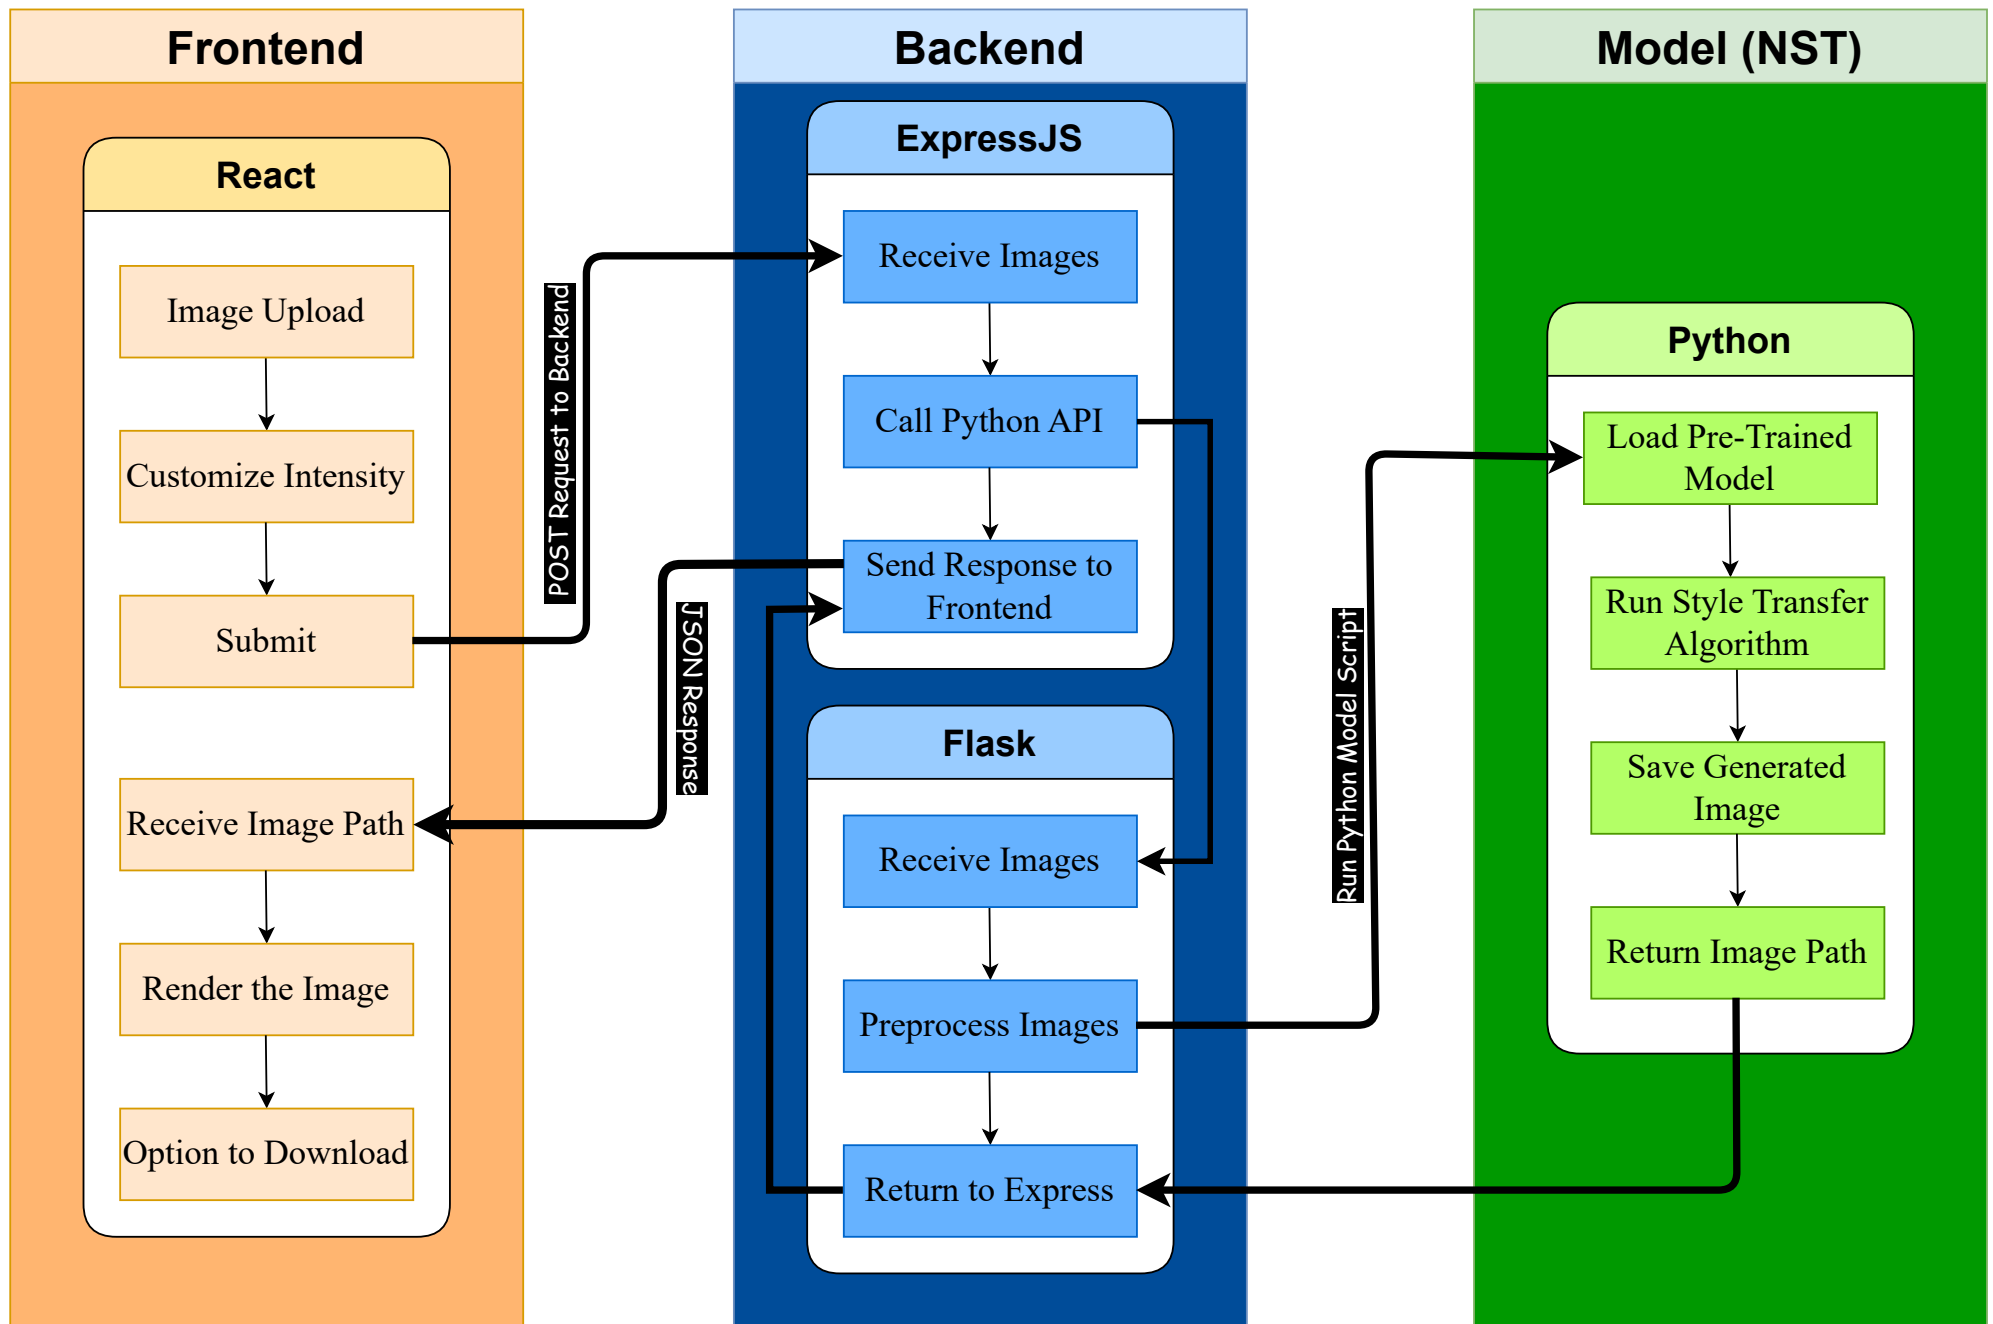 Frontend
React
Image Upload
Customize Intensity
Submit
Receive Image Path
Render the Image
Option to Download
POST Request to Backend
JSON Response
Backend
ExpressJS
Receive Images
Call Python API
Send Response to
Frontend
Flask
Receive Images
Preprocess Images
Return to Express
Run Python Model Script
Model (NST)
Python
Load Pre-Trained
Model
Run Style Transfer
Algorithm
Save Generated
Image
Return Image Path